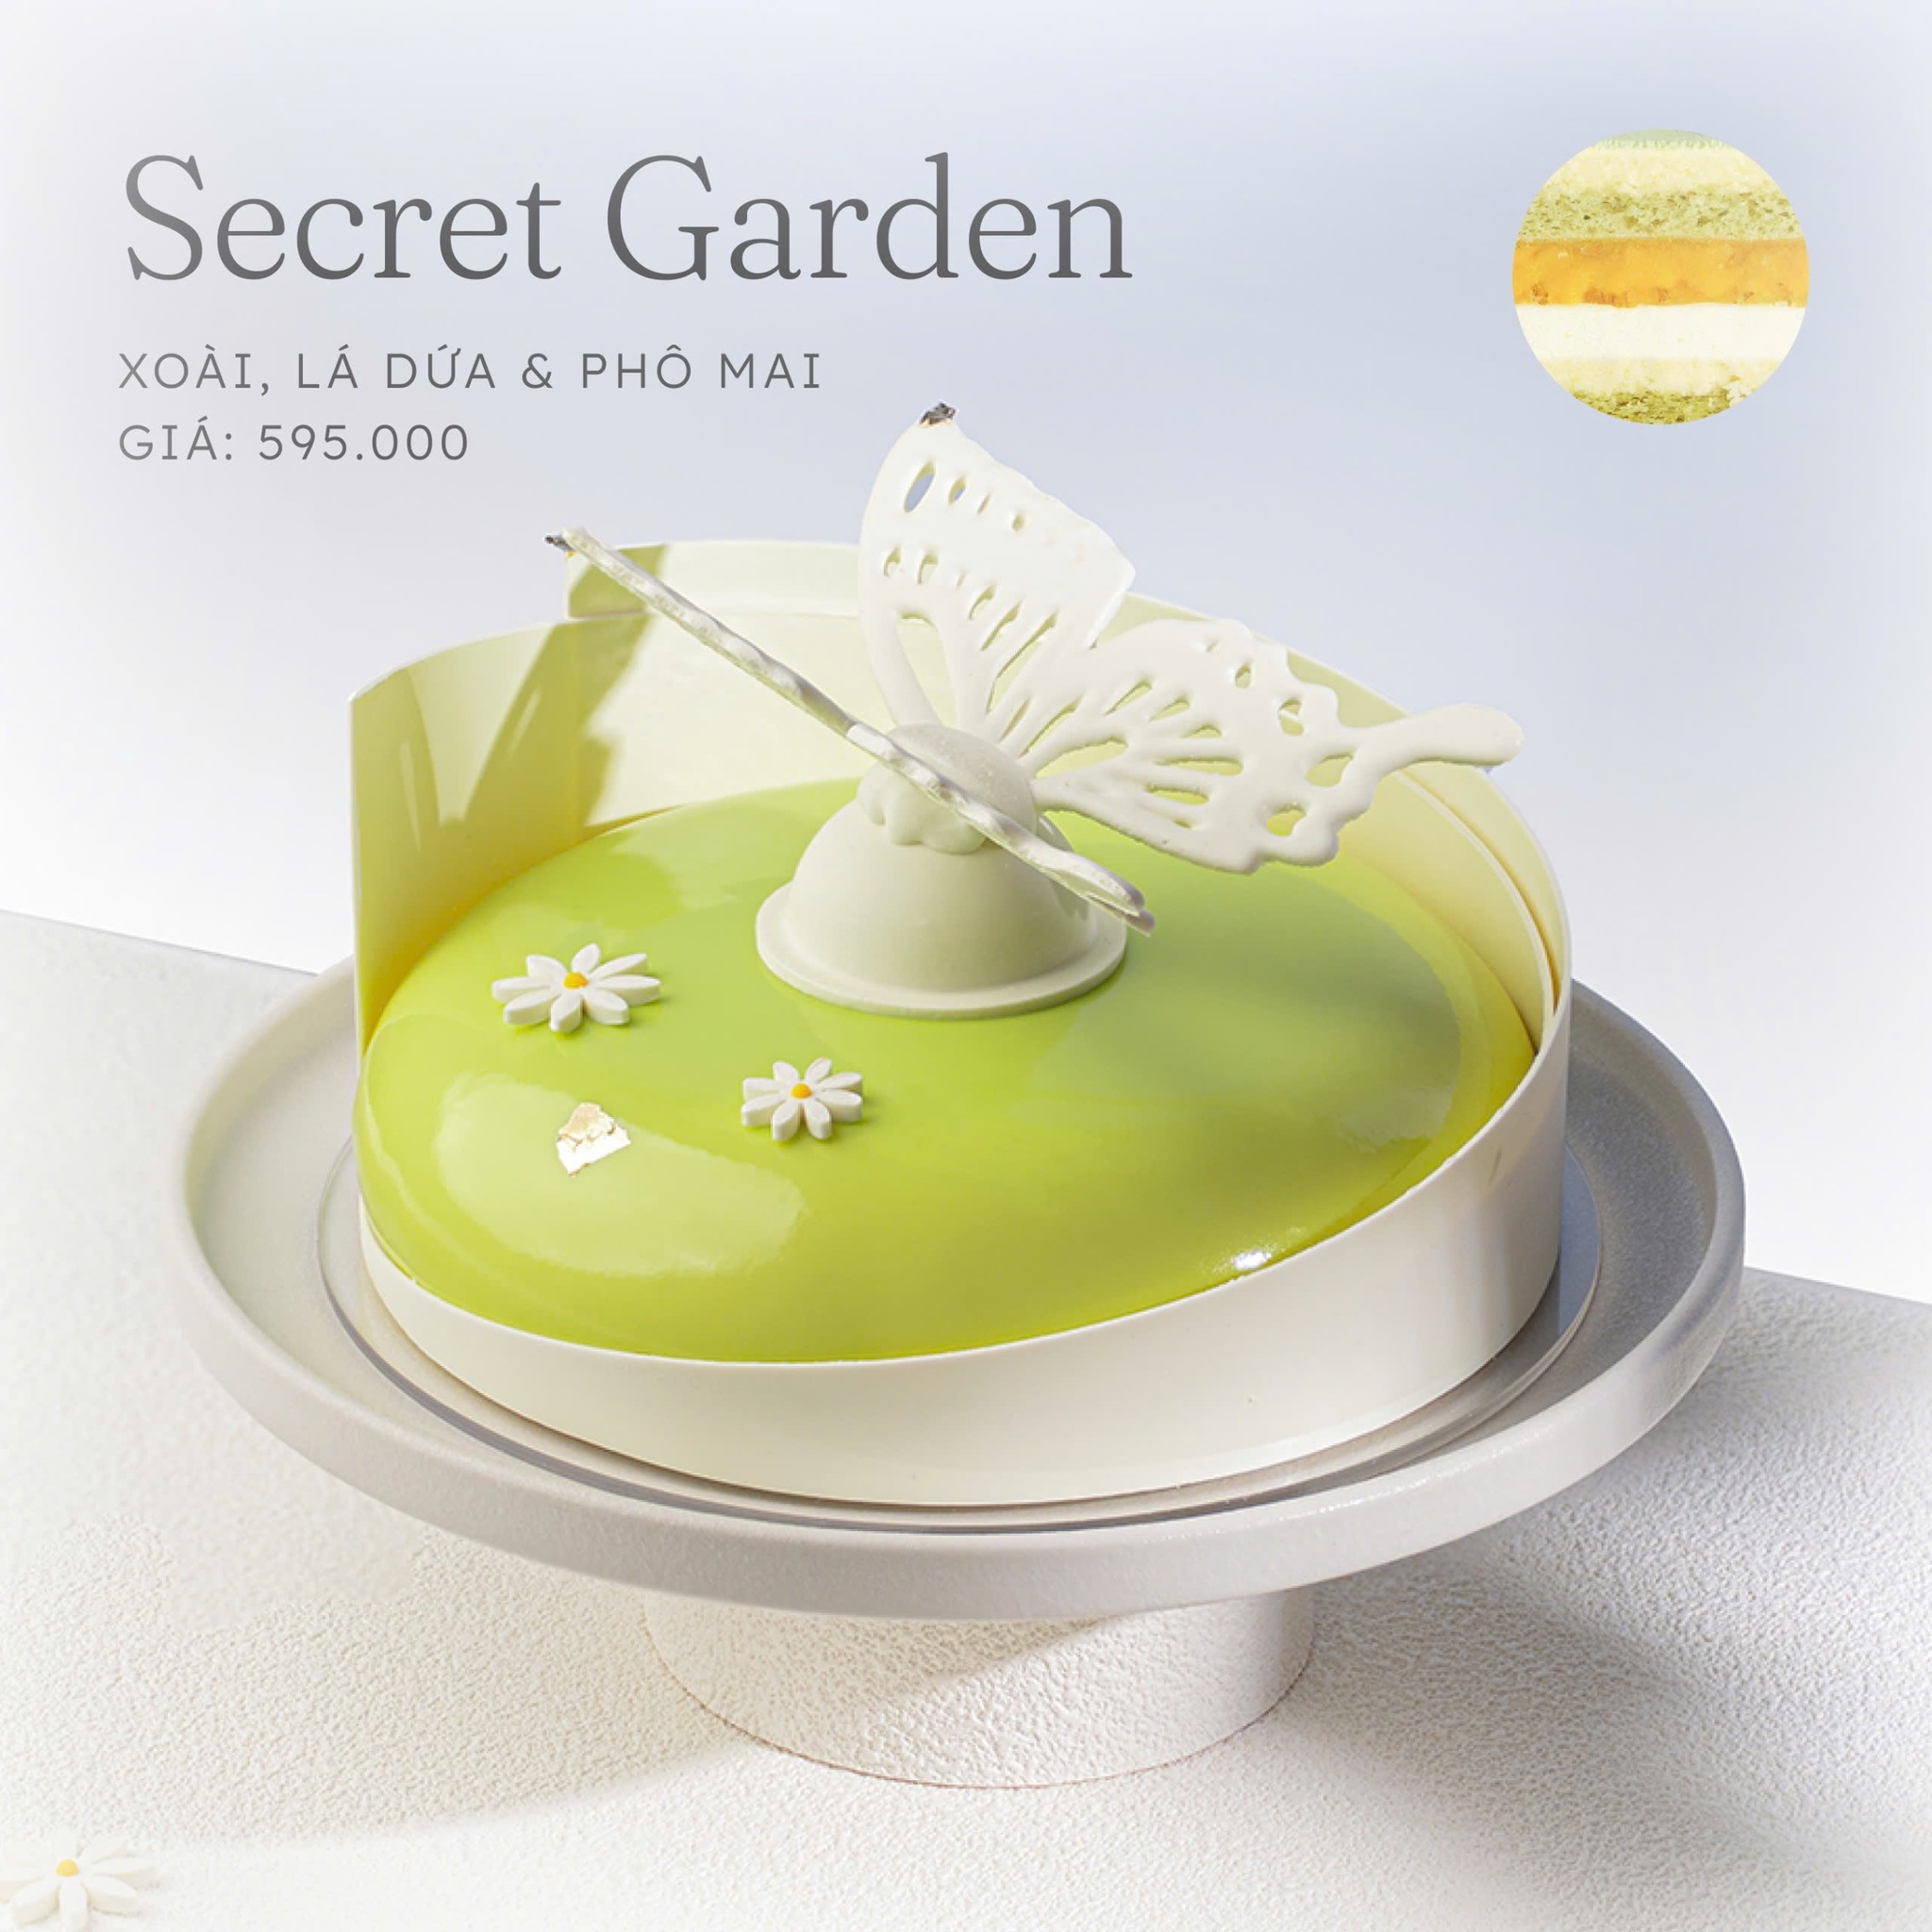 Secret Garden
XOÀI, LÁ DỨA & PHÔ MAI
GIÁ: 595.000